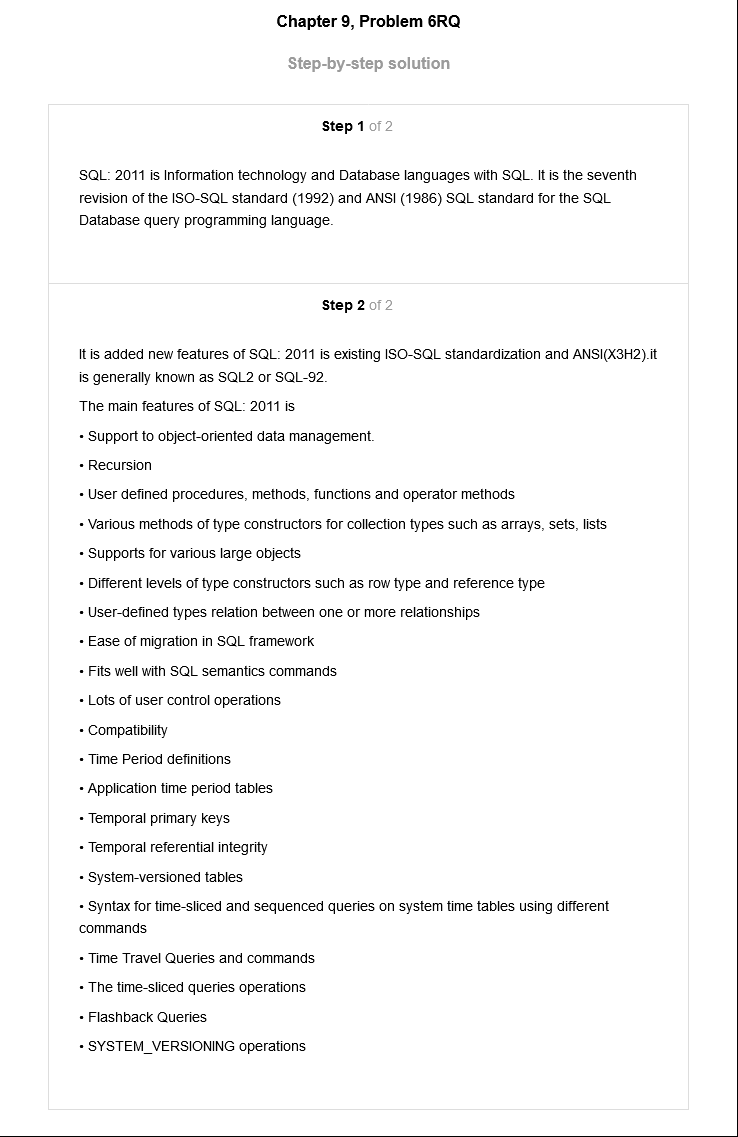 Chapter 9, Problem 6RQ
Step-by-step solution
Step 1 of 2
SQL: 2011 is Information technology and Database languages with SQL. It is the seventh
revision of the ISO-SQL standard (1992) and ANSI (1986) SQL standard for the SQL
Database query programming language.
Step 2 of 2
It is added new features of SQL: 2011 is existing ISO-SQL standardization and ANSI(X3H2).it
is generally known as SQL2 or SQL-92.
The main features of SQL: 2011 is
• Support to object-oriented data management.
• Recursion
• User defined procedures, methods, functions and operator methods
• Various methods of type constructors for collection types such as arrays, sets, lists
• Supports for various large objects
• Different levels of type constructors such as row type and reference type
• User-defined types relation between one or more relationships
• Ease of migration in SQL framework
• Fits well with SQL semantics commands
• Lots of user control operations
• Compatibility
• Time Period definitions
• Application time period tables
• Temporal primary keys
• Temporal referential integrity
• System-versioned tables
• Syntax for time-sliced and sequenced queries on system time tables using different
commands
• Time Travel Queries and commands
• The time-sliced queries operations
• Flashback Queries
• SYSTEM_VERSIONING operations